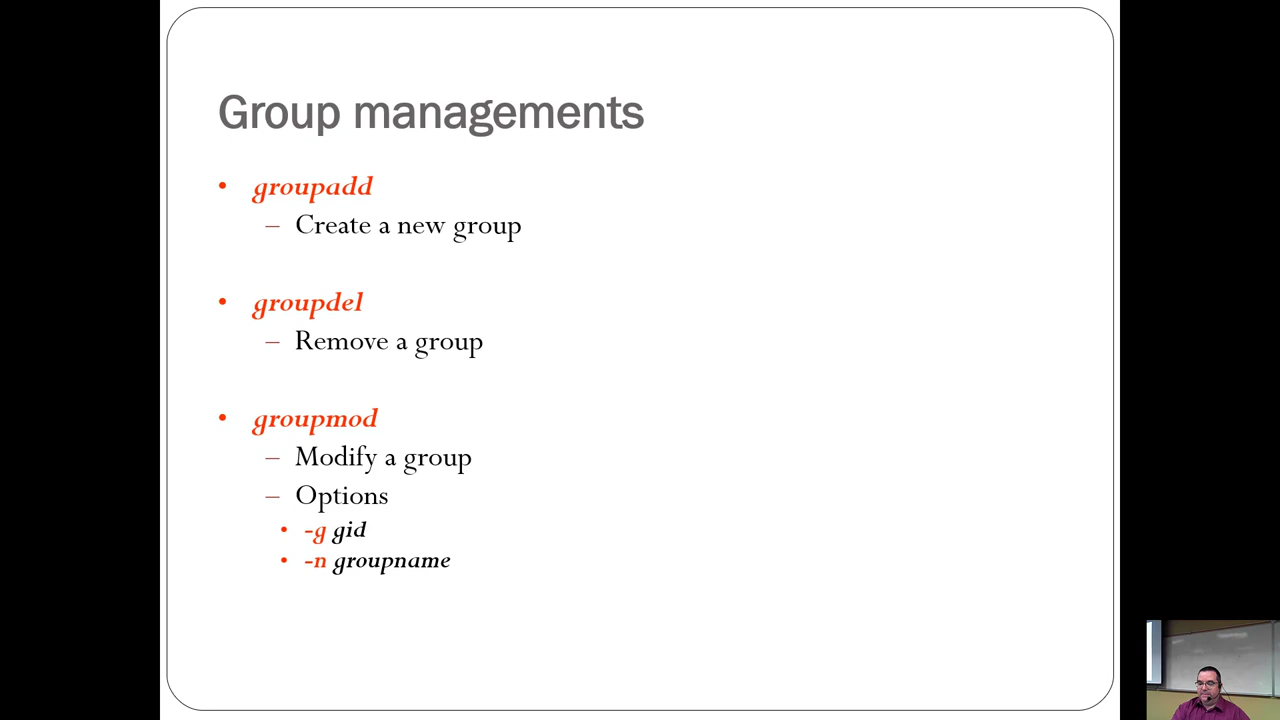 Group managements
• groupadd
– Create a new group
• groupdel
– Remove a group
• groupmod
– Modify a group
– Options
• -g gid
• -n groupname